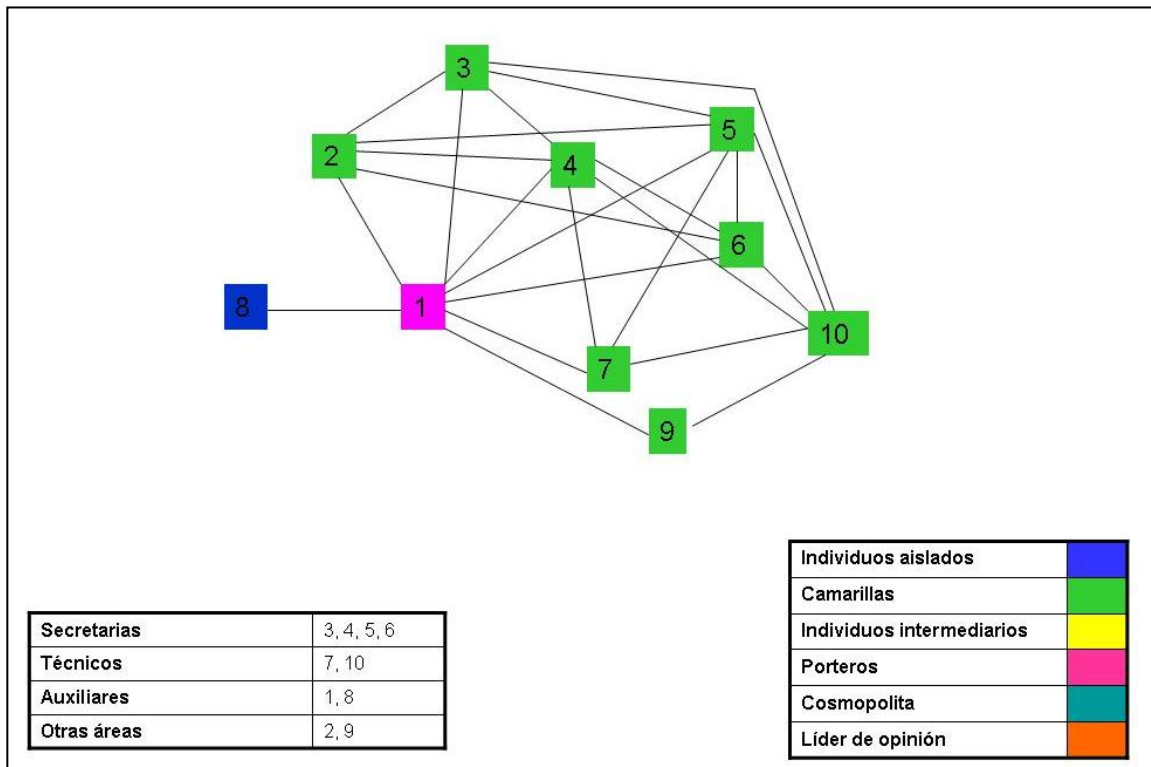 3
5
2
4
6
8
1
10
7
9
Individuos aislados
Camarillas
Individuos intermediarios
Porteros
Cosmopolita
Líder de opinión
Secretarias 3, 4, 5, 6
Técnicos 7, 10
Auxiliares 1, 8
Otras áreas 2, 9